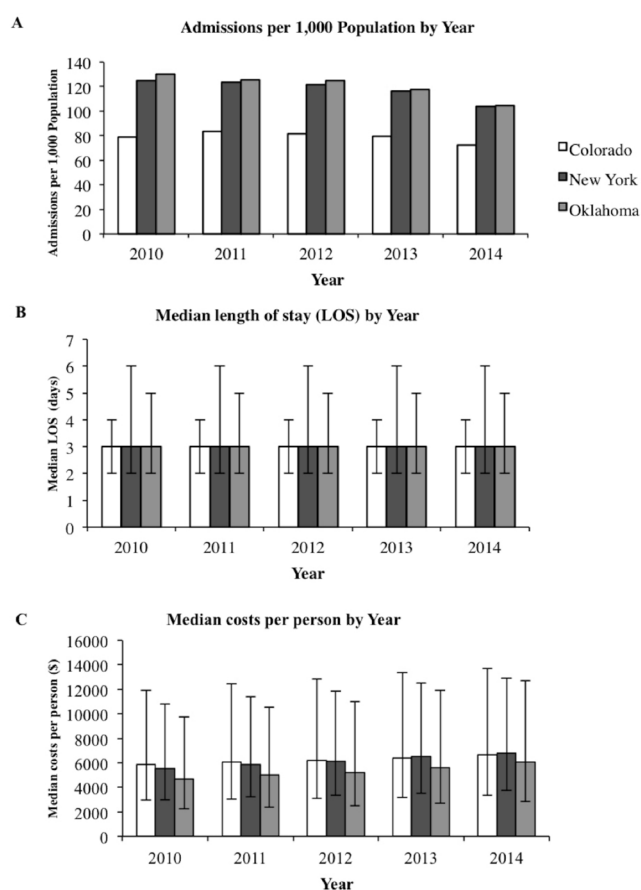 A
Admissions per 1,000 Population by Year
Admissions per 1,000 Population
140
120
100
80
60
40
20
0
2010 2011 2012 2013 2014
Year
Colorado
New York
Oklahoma
B
Median length of stay (LOS) by Year
Median LOS (days)
7
6
5
4
3
2
1
0
2010 2011 2012 2013 2014
Year
C
Median costs per person by Year
Median costs per person ($)
16000
14000
12000
10000
8000
6000
4000
2000
0
2010 2011 2012 2013 2014
Year